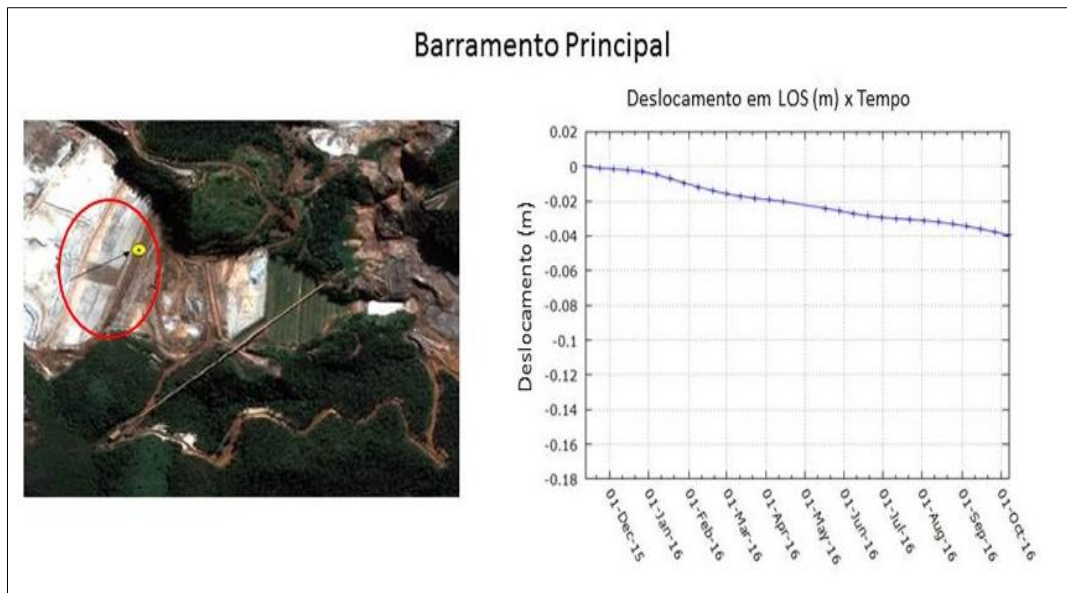 Barramento Principal
Deslocamento em LOS (m) x Tempo
Deslocamento (m)
0.02
0
-0.02
-0.04
-0.06
-0.08
-0.1
-0.12
-0.14
-0.16
-0.18
01-Dec-15
01-Jan-16
01-Feb-16
01-Mar-16
01-Apr-16
01-May-16
01-Jun-16
01-Jul-16
01-Aug-16
01-Sep-16
01-Oct-16